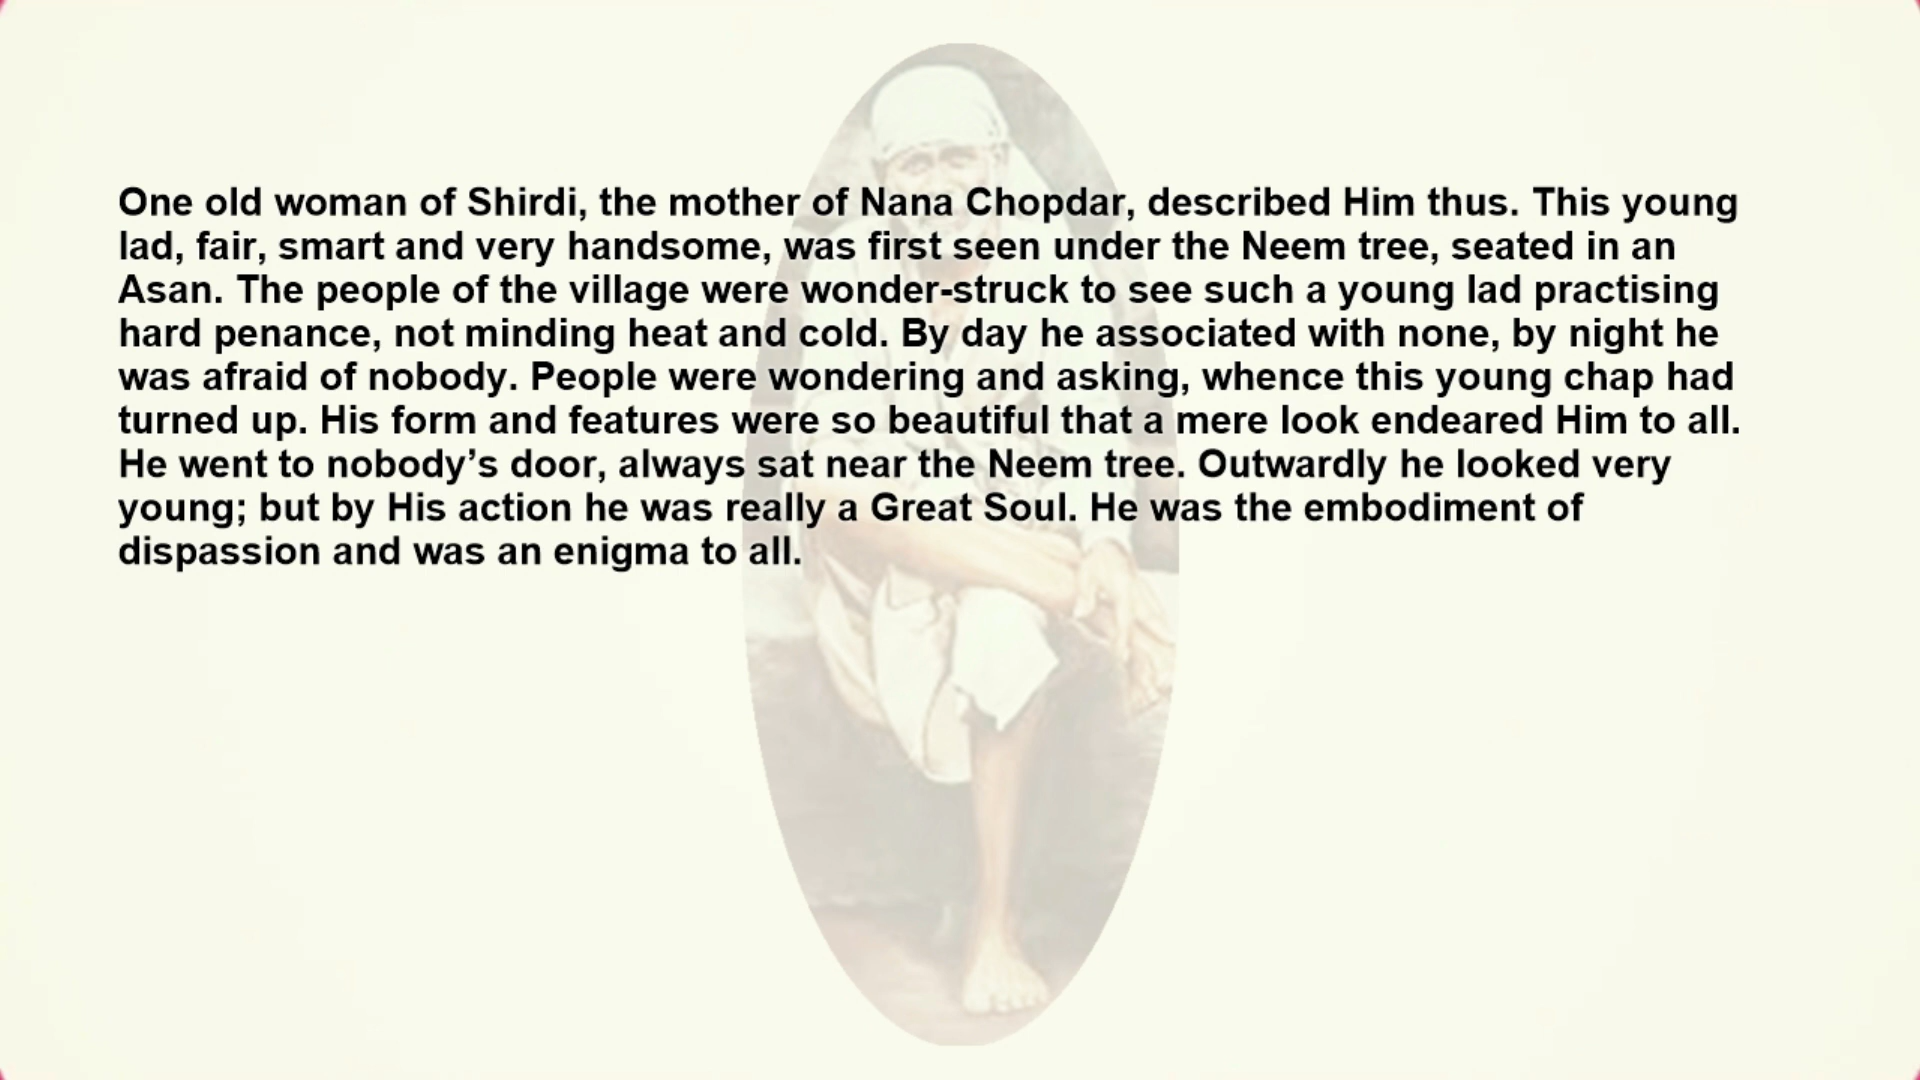 One old woman of Shirdi, the mother of Nana Chopdar, described Him thus. This young
lad, fair, smart and very handsome, was first seen under the Neem tree, seated in an
Asan. The people of the village were wonder-struck to see such a young lad practising
hard penance, not minding heat and cold. By day he associated with none, by night he
was afraid of nobody. People were wondering and asking, whence this young chap had
turned up. His form and features were so beautiful that a mere look endeared Him to all.
He went to nobody’s door, always sat near the Neem tree. Outwardly he looked very
young; but by His action he was really a Great Soul. He was the embodiment of
dispassion and was an enigma to all.